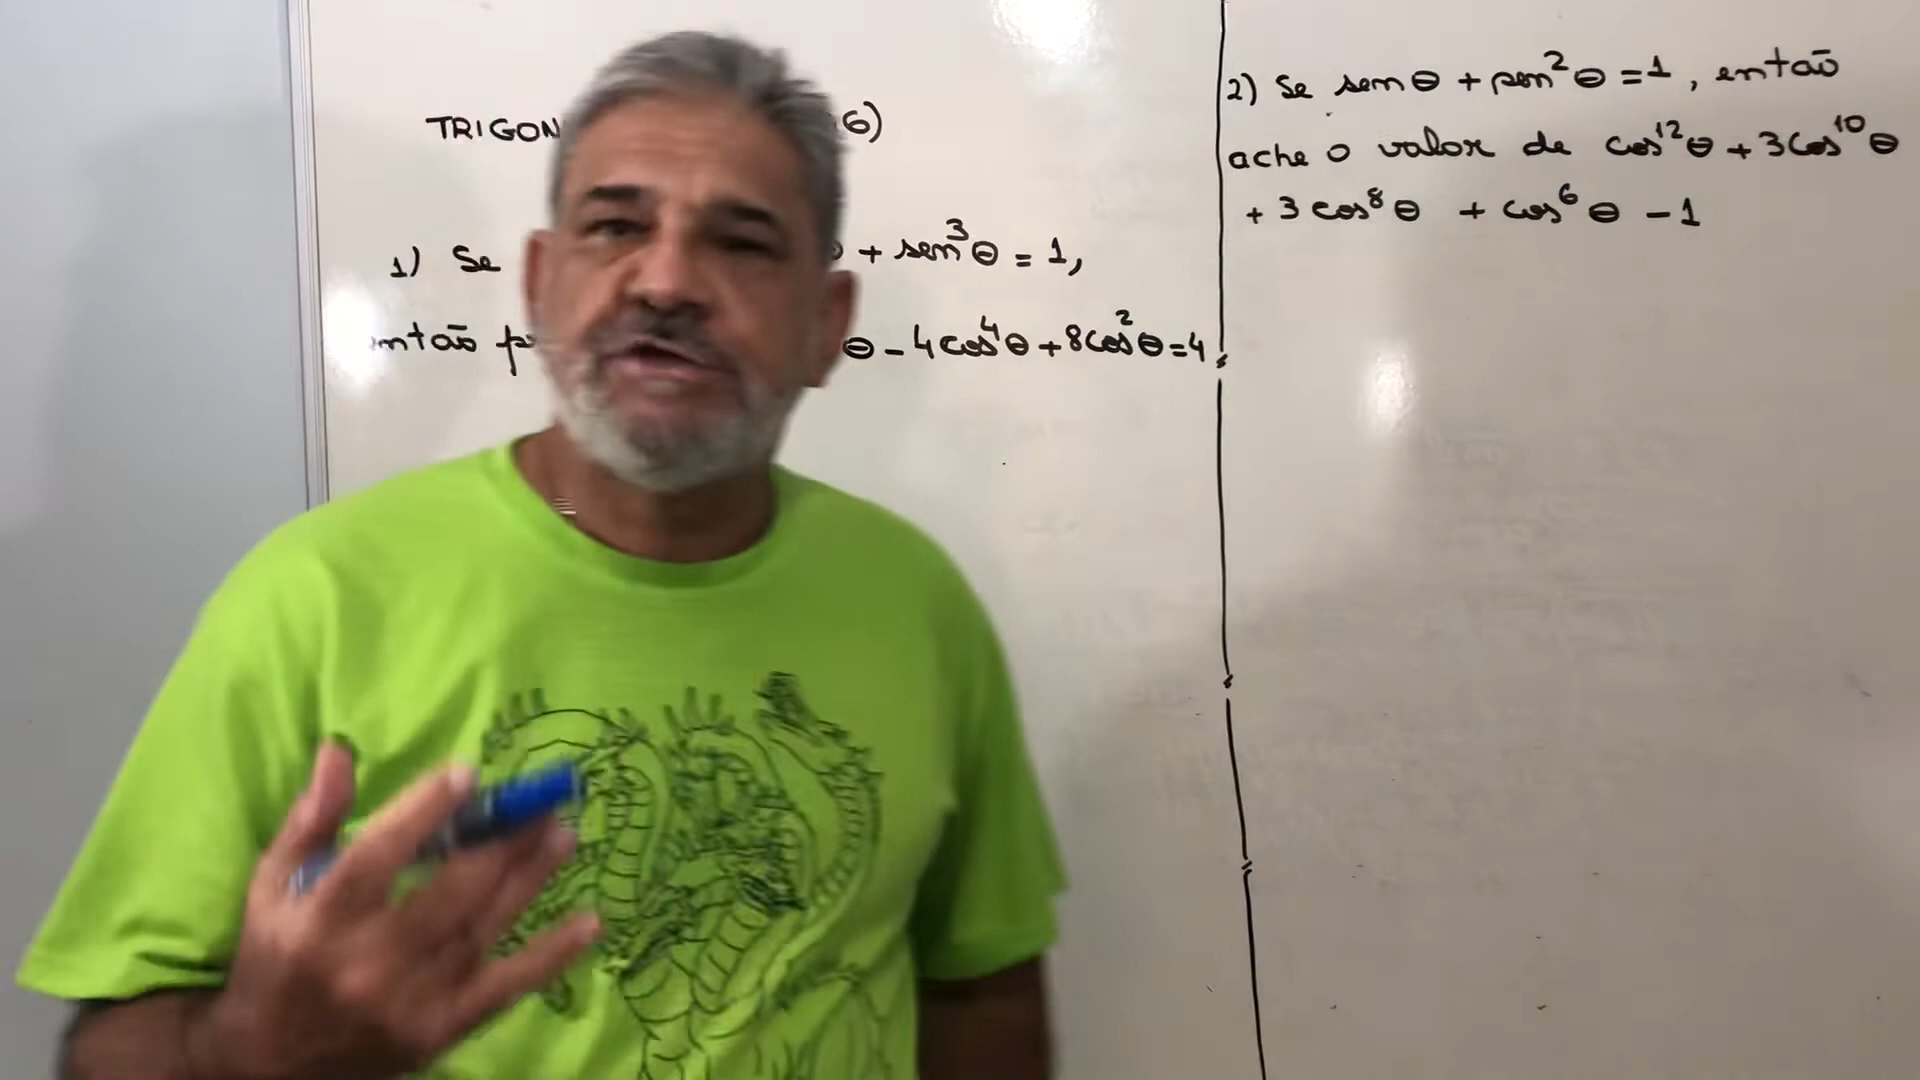 TRIGON 6)
1) Se θ + sen³θ = 1,
então θ - 4cos⁴θ + 8cos²θ = 4
2) Se senθ + sen²θ = 1, então
ache o valor de cos¹²θ + 3cos¹⁰θ
+ 3cos⁸θ + cos⁶θ - 1